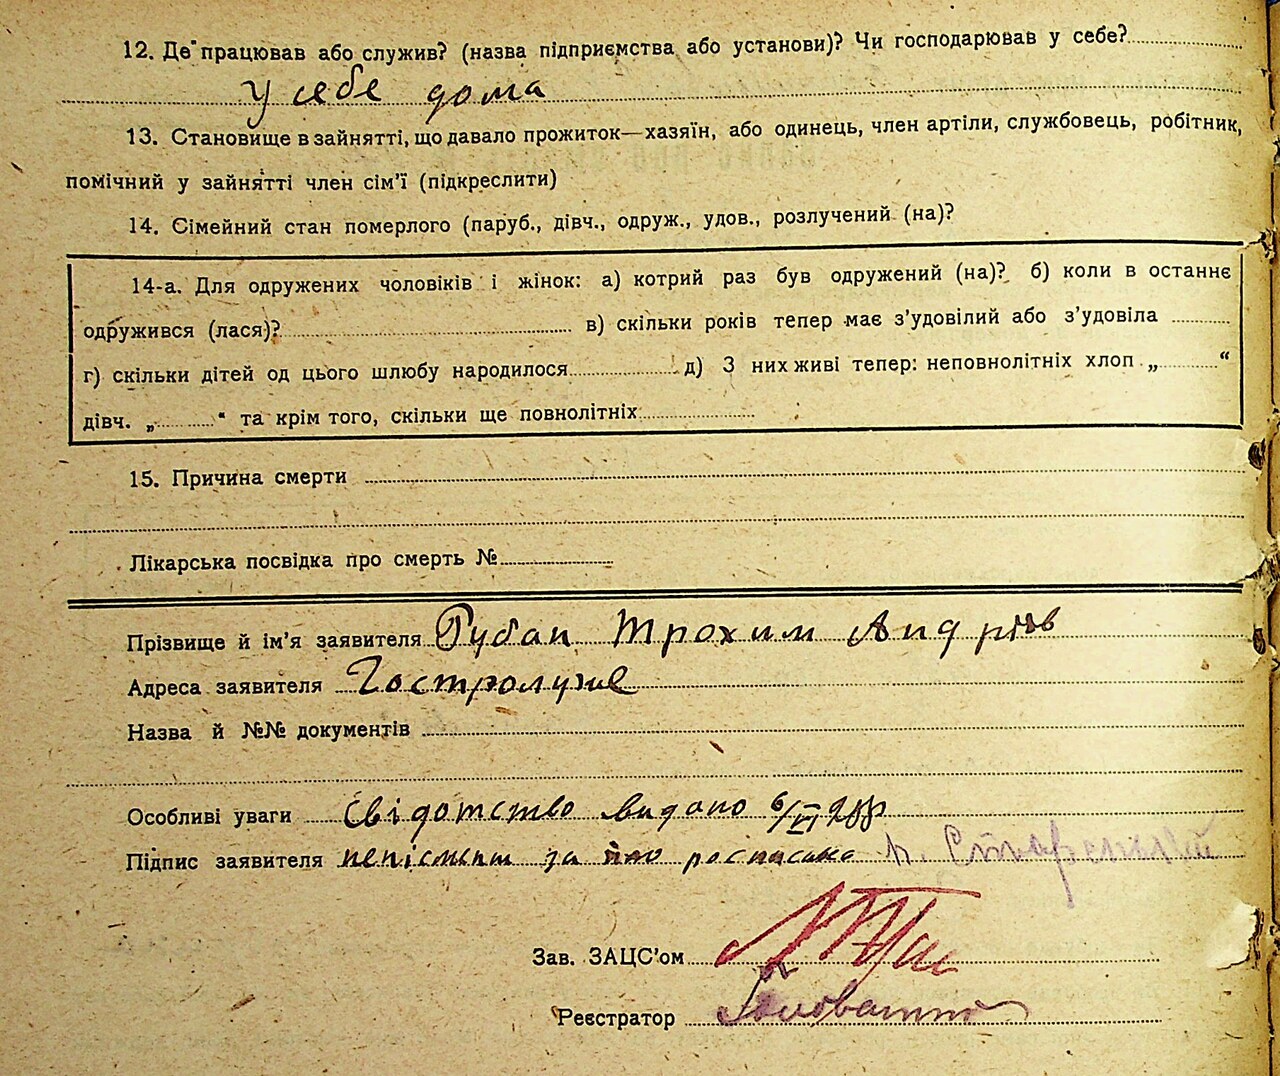 12. Де працював або служив? (назва підприємства або установи)? Чи господарював у себе?
у себе дома
13. Становище в зайнятті, що давало прожиток—хазяїн, або одинець, член артіли, службовець, робітник,
помічний у зайнятті член сім'ї (підкреслити)
14. Сімейний стан померлого (паруб., дівч., одруж., удов., розлучений (на)?
14-а. Для одружених чоловіків і жінок: а) котрий раз був одружений (на)? б) коли в останнє
одружився (лася)? в) скільки років тепер має з'удовілий або з'удовіла
г) скільки дітей од цього шлюбу народилося д) З них живі тепер: неповнолітніх хлоп. „ “
дівч. „ “ та крім того, скільки ще повнолітніх
15. Причина смерти
Лікарська посвідка про смерть №
Прізвище й ім'я заявителя Рубан Трохим Андріїв
Адреса заявителя Гостролуче
Назва й №№ документів
Особливі уваги Свідотство видано 6/VI
Підпис заявителя неписьмен за
Зав. ЗАЦС'ом
Реєстратор